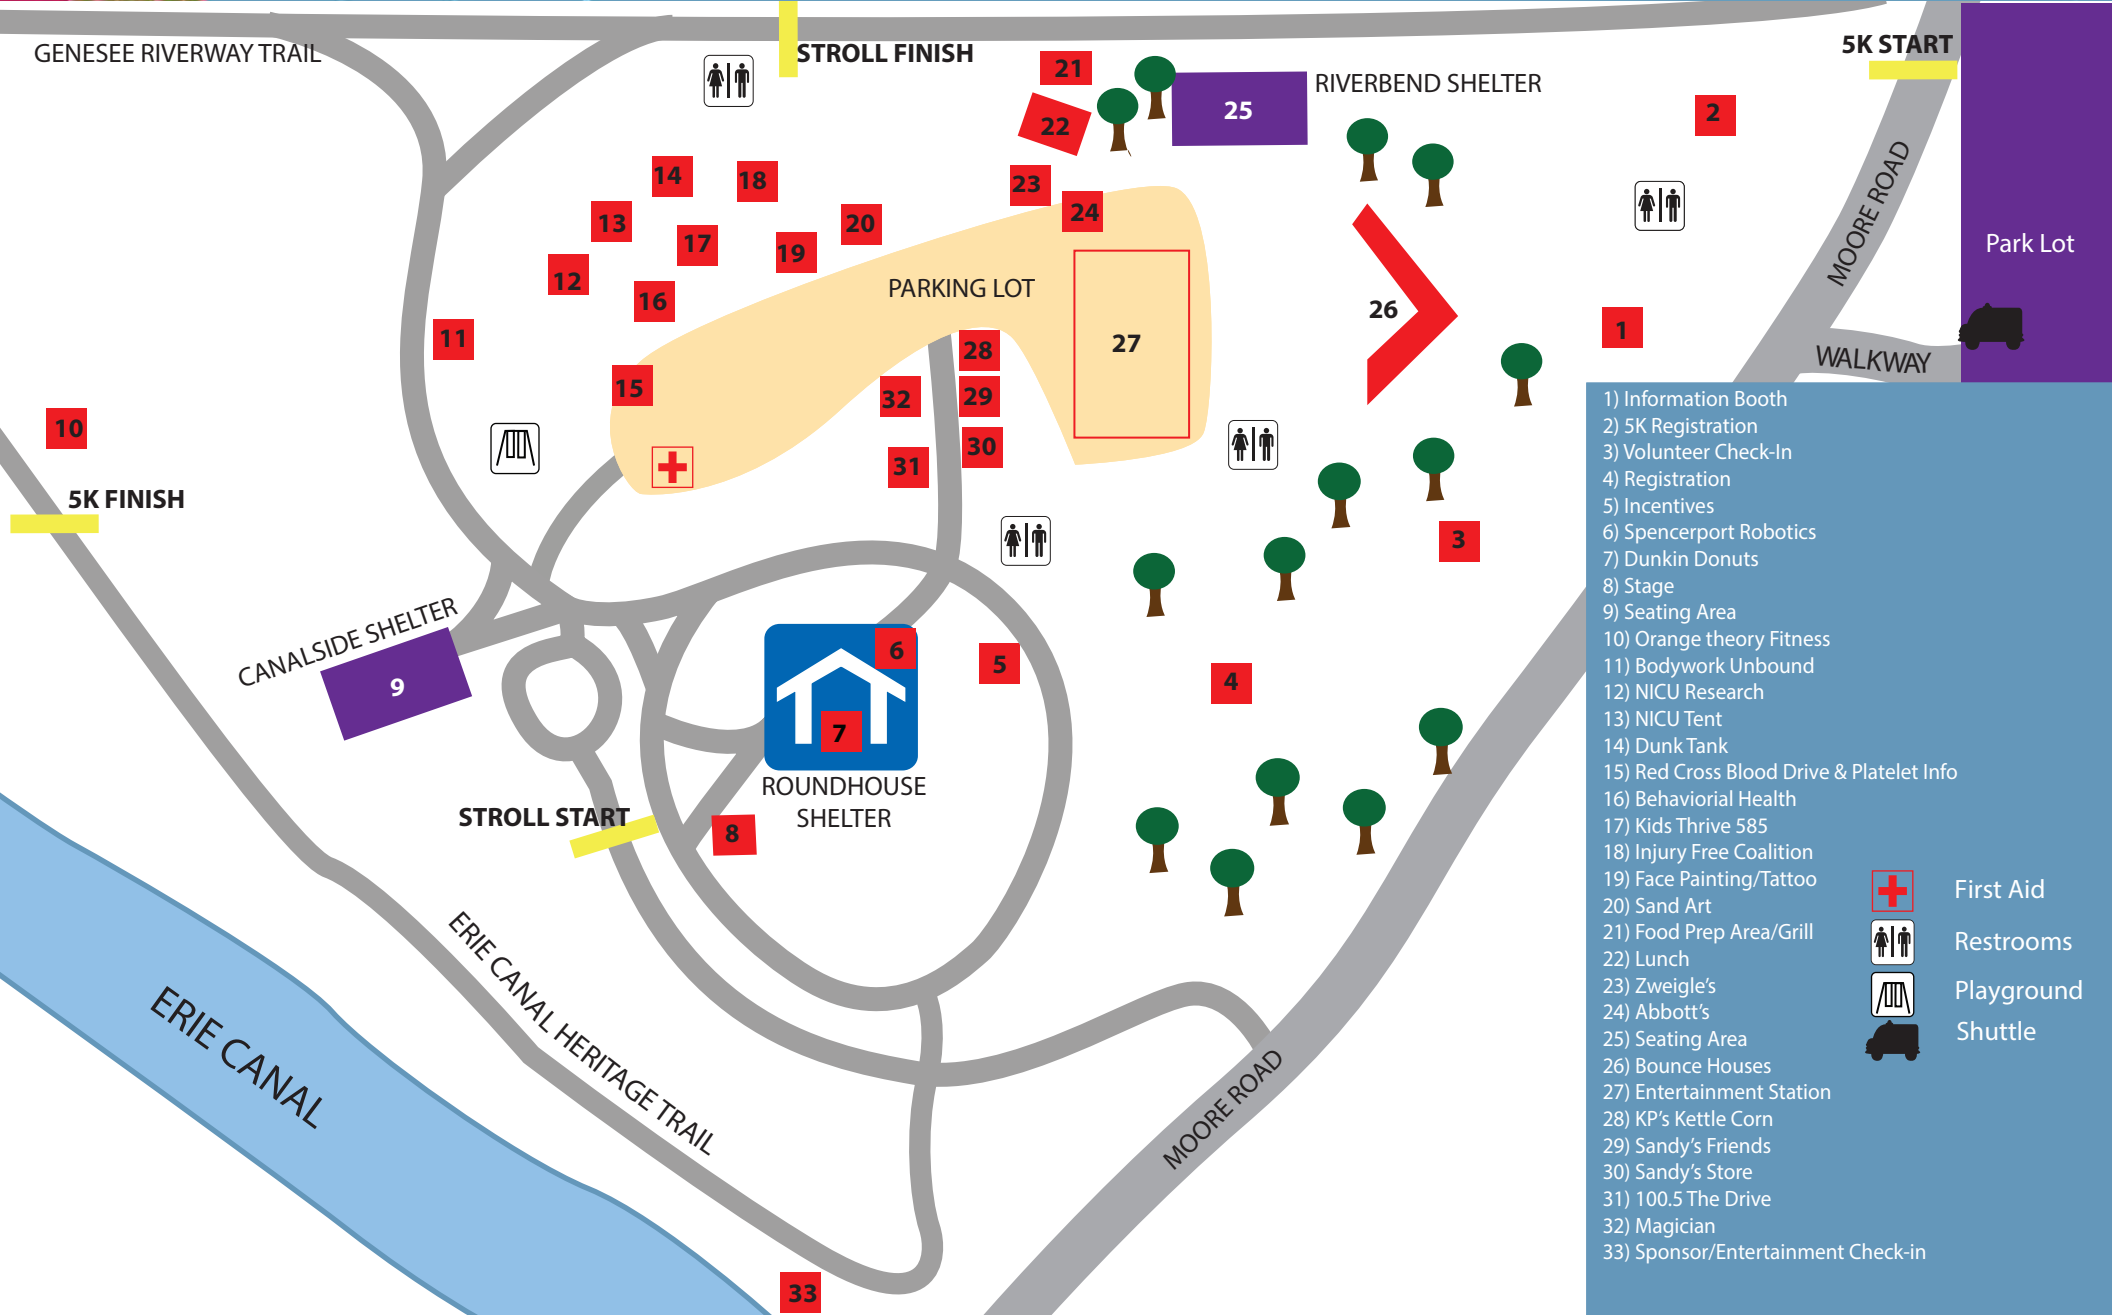 GENESEE RIVERWAY TRAIL
STROLL FINISH
5K START
21
22
25
RIVERBEND SHELTER
2
MOORE ROAD
Park Lot
14
18
23
24
13
17
20
19
12
16
PARKING LOT
26
27
1
WALKWAY
11
15
28
32
29
10
31
30
5K FINISH
3
CANALSIDE SHELTER
9
6
5
4
7
ROUNDHOUSE
SHELTER
STROLL START
8
ERIE CANAL HERITAGE TRAIL
ERIE CANAL
MOORE ROAD
33
1) Information Booth
2) 5K Registration
3) Volunteer Check-In
4) Registration
5) Incentives
6) Spencerport Robotics
7) Dunkin Donuts
8) Stage
9) Seating Area
10) Orange theory Fitness
11) Bodywork Unbound
12) NICU Research
13) NICU Tent
14) Dunk Tank
15) Red Cross Blood Drive & Platelet Info
16) Behaviorial Health
17) Kids Thrive 585
18) Injury Free Coalition
19) Face Painting/Tattoo
20) Sand Art
21) Food Prep Area/Grill
22) Lunch
23) Zweigle's
24) Abbott's
25) Seating Area
26) Bounce Houses
27) Entertainment Station
28) KP's Kettle Corn
29) Sandy's Friends
30) Sandy's Store
31) 100.5 The Drive
32) Magician
33) Sponsor/Entertainment Check-in
First Aid
Restrooms
Playground
Shuttle